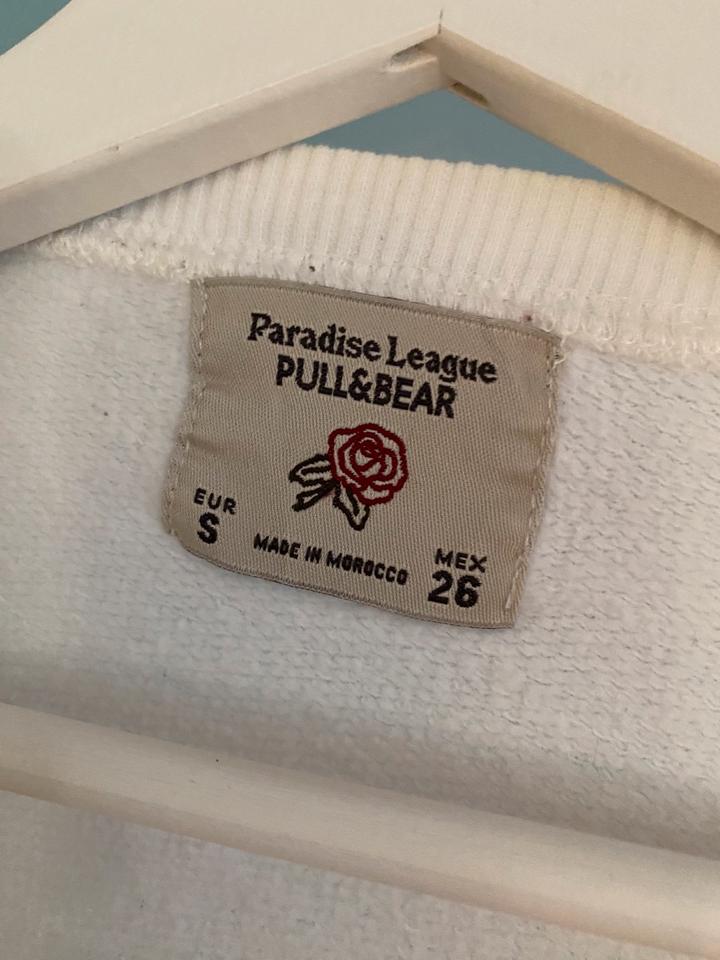 Paradise League
PULL&BEAR
EUR
S
MADE IN MOROCCO
MEX
26